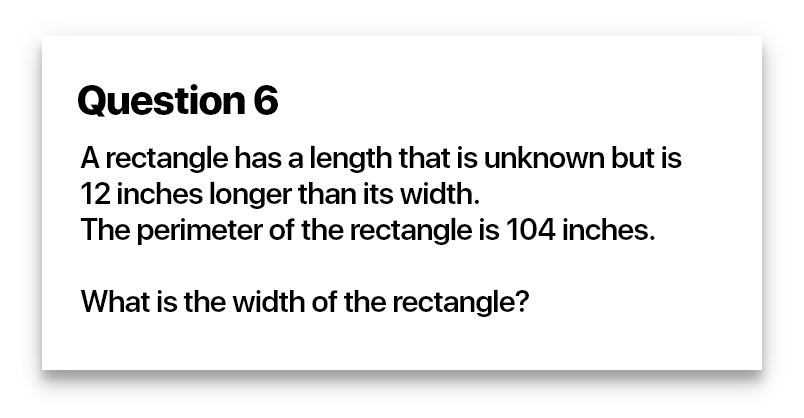 Question 6
A rectangle has a length that is unknown but is
12 inches longer than its width.
The perimeter of the rectangle is 104 inches.
What is the width of the rectangle?